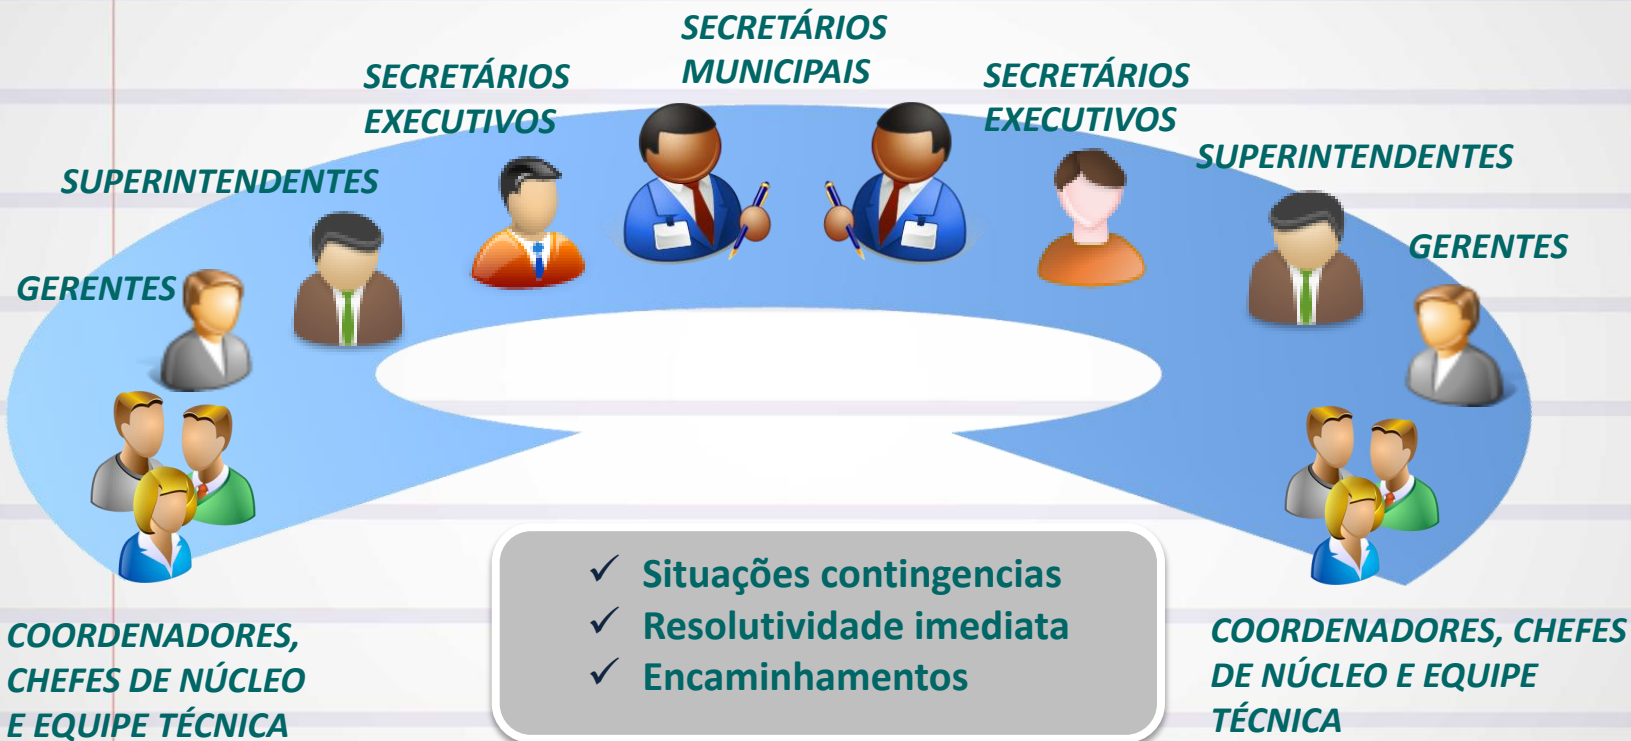 SECRETÁRIOS
MUNICIPAIS
SECRETÁRIOS
EXECUTIVOS
SECRETÁRIOS
EXECUTIVOS
SUPERINTENDENTES
SUPERINTENDENTES
GERENTES
GERENTES
✓ Situações contingencias
✓ Resolutividade imediata
✓ Encaminhamentos
COORDENADORES,
CHEFES DE NÚCLEO
E EQUIPE TÉCNICA
COORDENADORES, CHEFES
DE NÚCLEO E EQUIPE
TÉCNICA